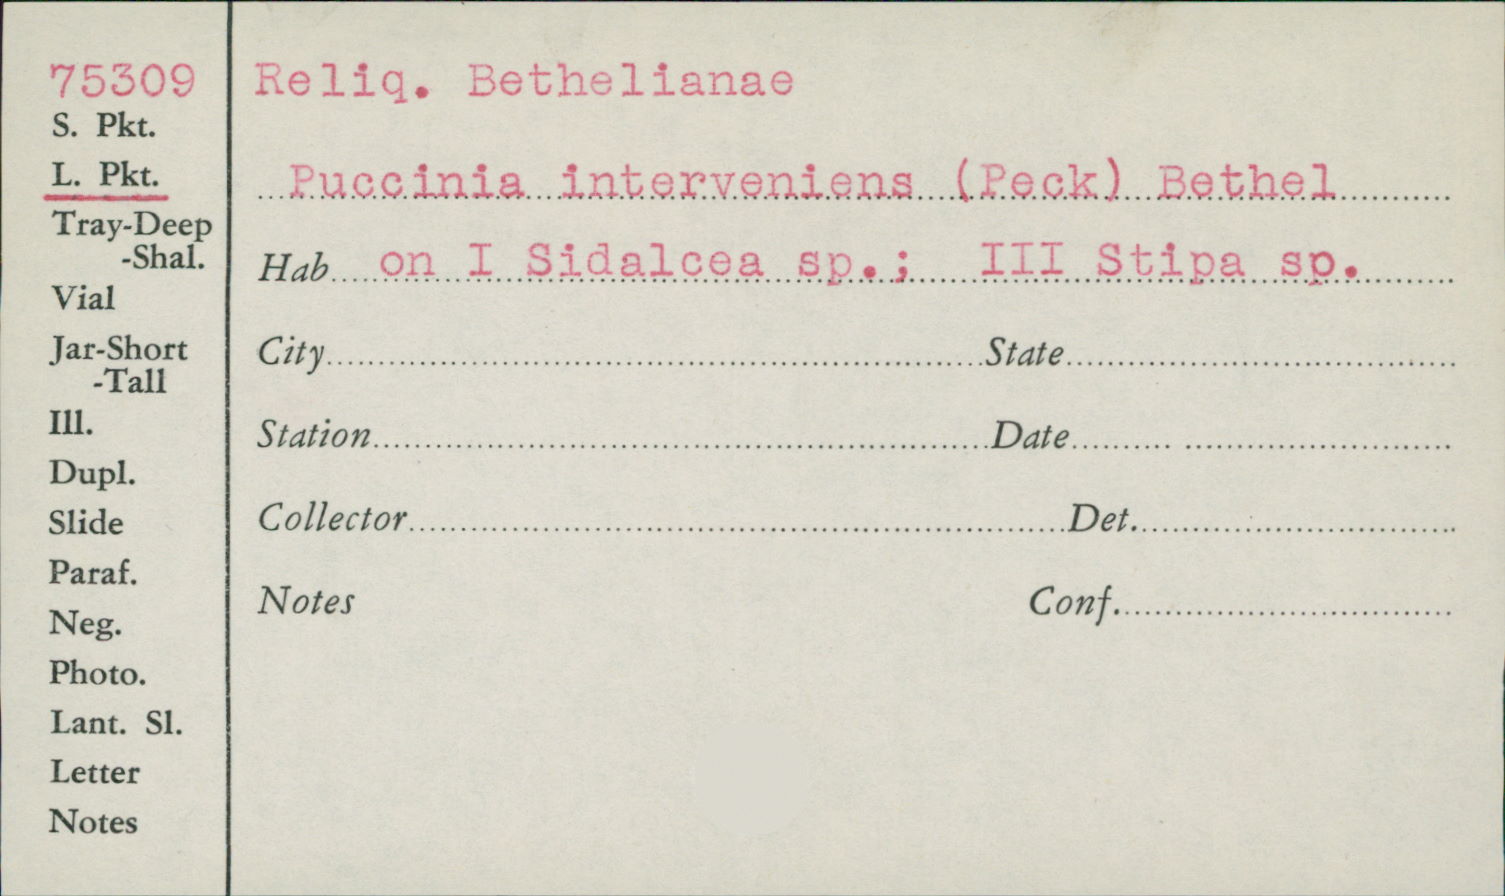 75309
S. Pkt.
L. Pkt.
Tray-Deep
-Shal.
Vial
Jar-Short
-Tall
Ill.
Dupl.
Slide
Paraf.
Neg.
Photo.
Lant. Sl.
Letter
Notes
Reliq. Bethelianae
Puccinia interveniens (Peck) Bethel
Hab. on I Sidalcea sp.; III Stipa sp.
City State
Station Date
Collector Det.
Notes Conf.